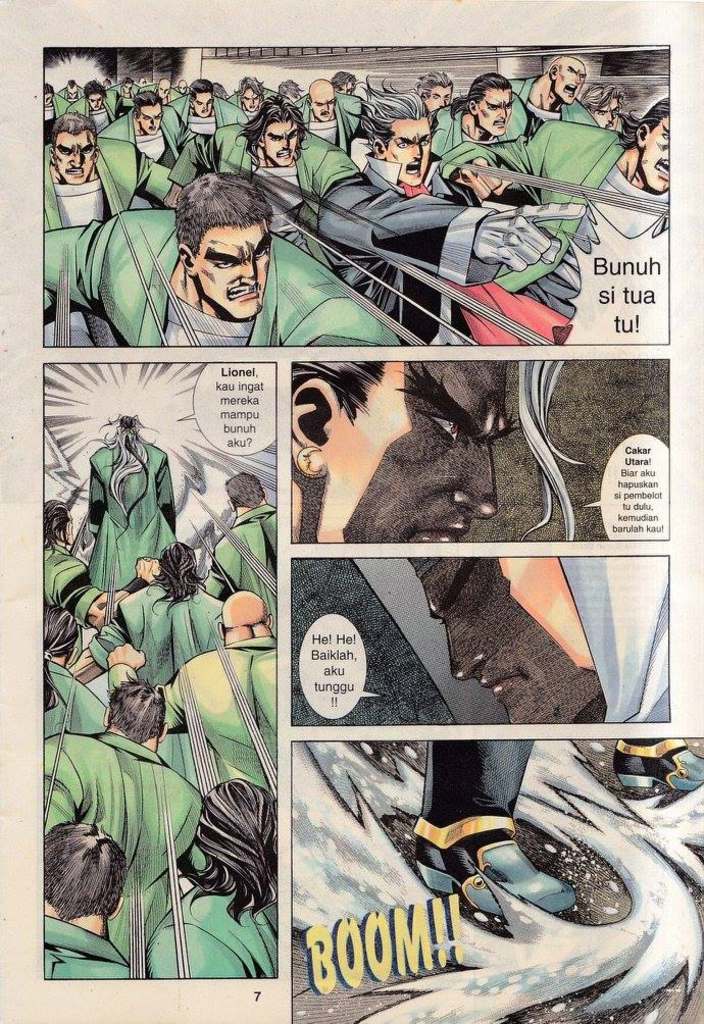 Bunuh
si tua
tu!
Lionel,
kau ingat
mereka
mampu
bunuh
aku?
Cakar
Utara!
Biar aku
hapuskan
si pembelot
tu dulu,
kemudian
barulah kau!
He! He!
Baiklah,
aku
tunggu
!!
BOOM!!
7